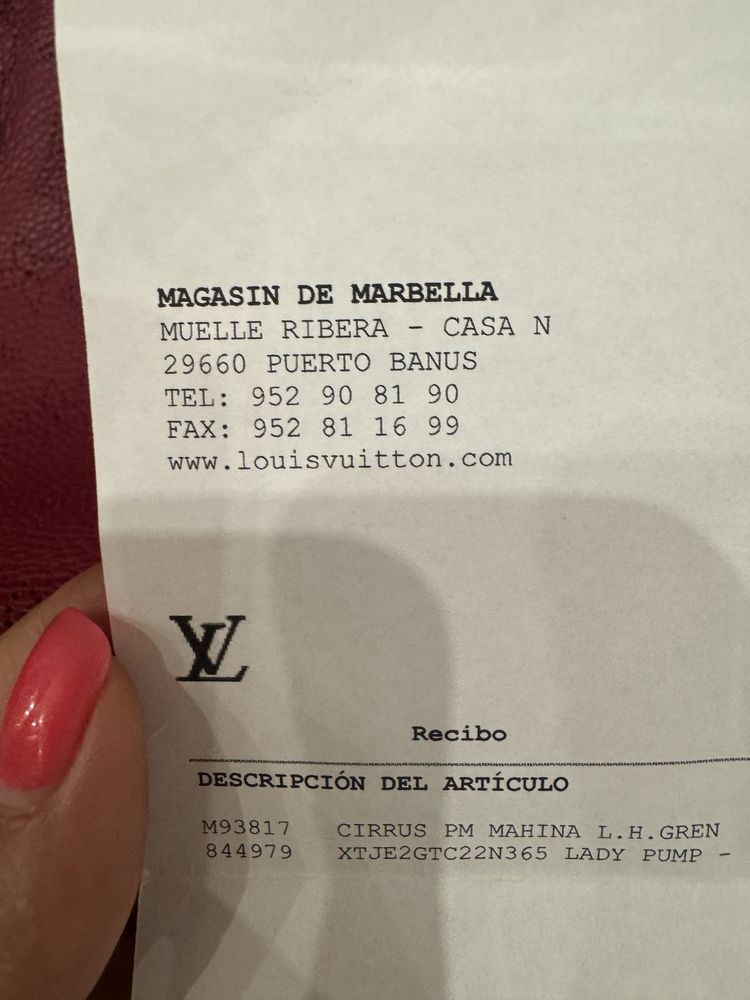 MAGASIN DE MARBELLA
MUELLE RIBERA - CASA N
29660 PUERTO BANUS
TEL: 952 90 81 90
FAX: 952 81 16 99
www.louisvuitton.com
LV
Recibo
DESCRIPCIÓN DEL ARTÍCULO
M93817 CIRRUS PM MAHINA L.H.GREN
844979 XTJE2GTC22N365 LADY PUMP -